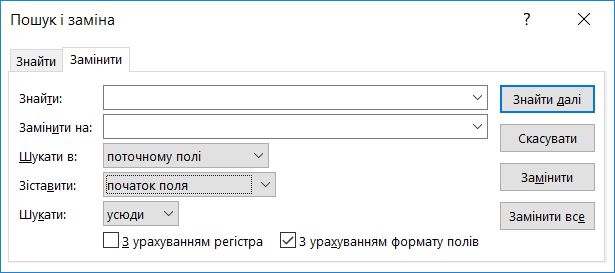 Пошук і заміна ?
Знайти Замінити
Знайти: Знайти далі
Замінити на: Скасувати
Шукати в: поточному полі
Зіставити: початок поля Замінити
Шукати: усюди Замінити все
З урахуванням регістра З урахуванням формату полів